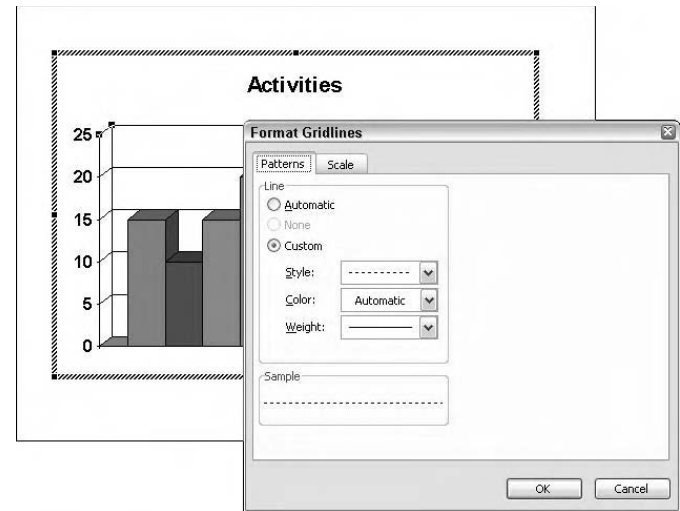 Activities
25
20
15
10
5
0
Format Gridlines
Patterns Scale
Line
Automatic
None
Custom
Style:
Color: Automatic
Weight:
Sample
OK Cancel